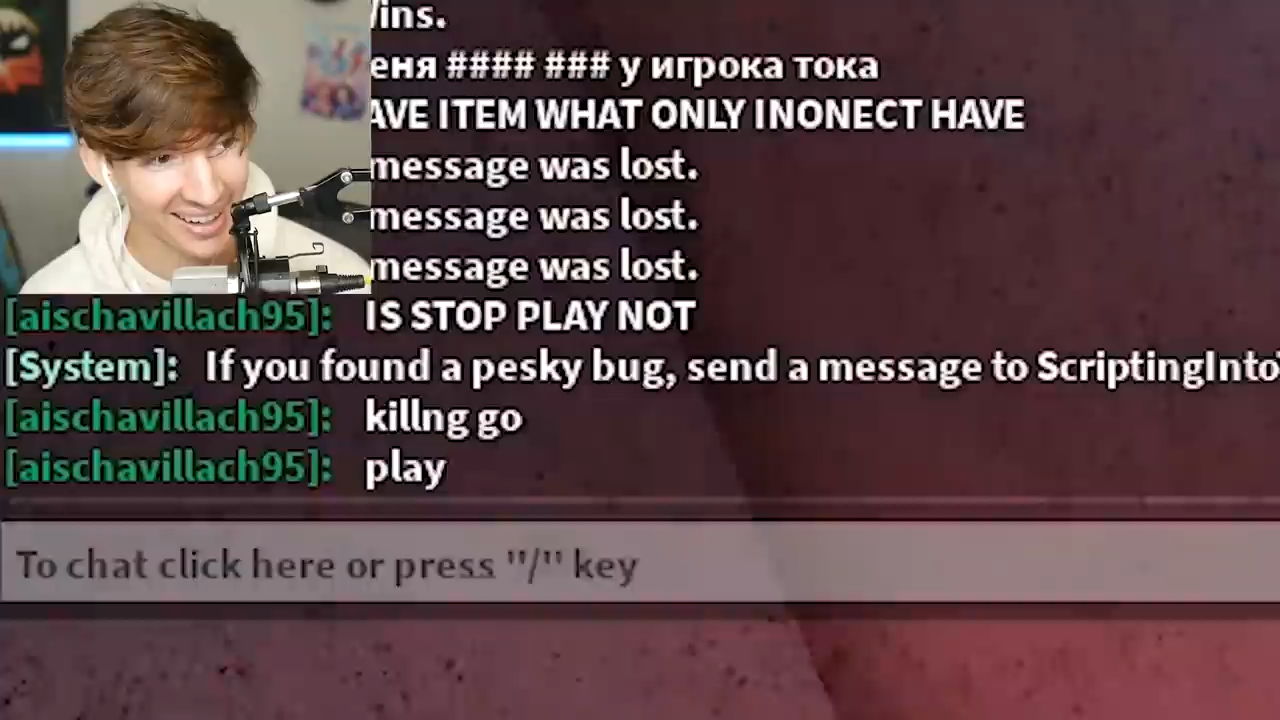 ins.
еня #### ### у игрока тока
AVE ITEM WHAT ONLY INONECT HAVE
message was lost.
message was lost.
message was lost.
[aischavillach95]: IS STOP PLAY NOT
[System]: If you found a pesky bug, send a message to ScriptingInto
[aischavillach95]: killng go
[aischavillach95]: play
To chat click here or press "/" key